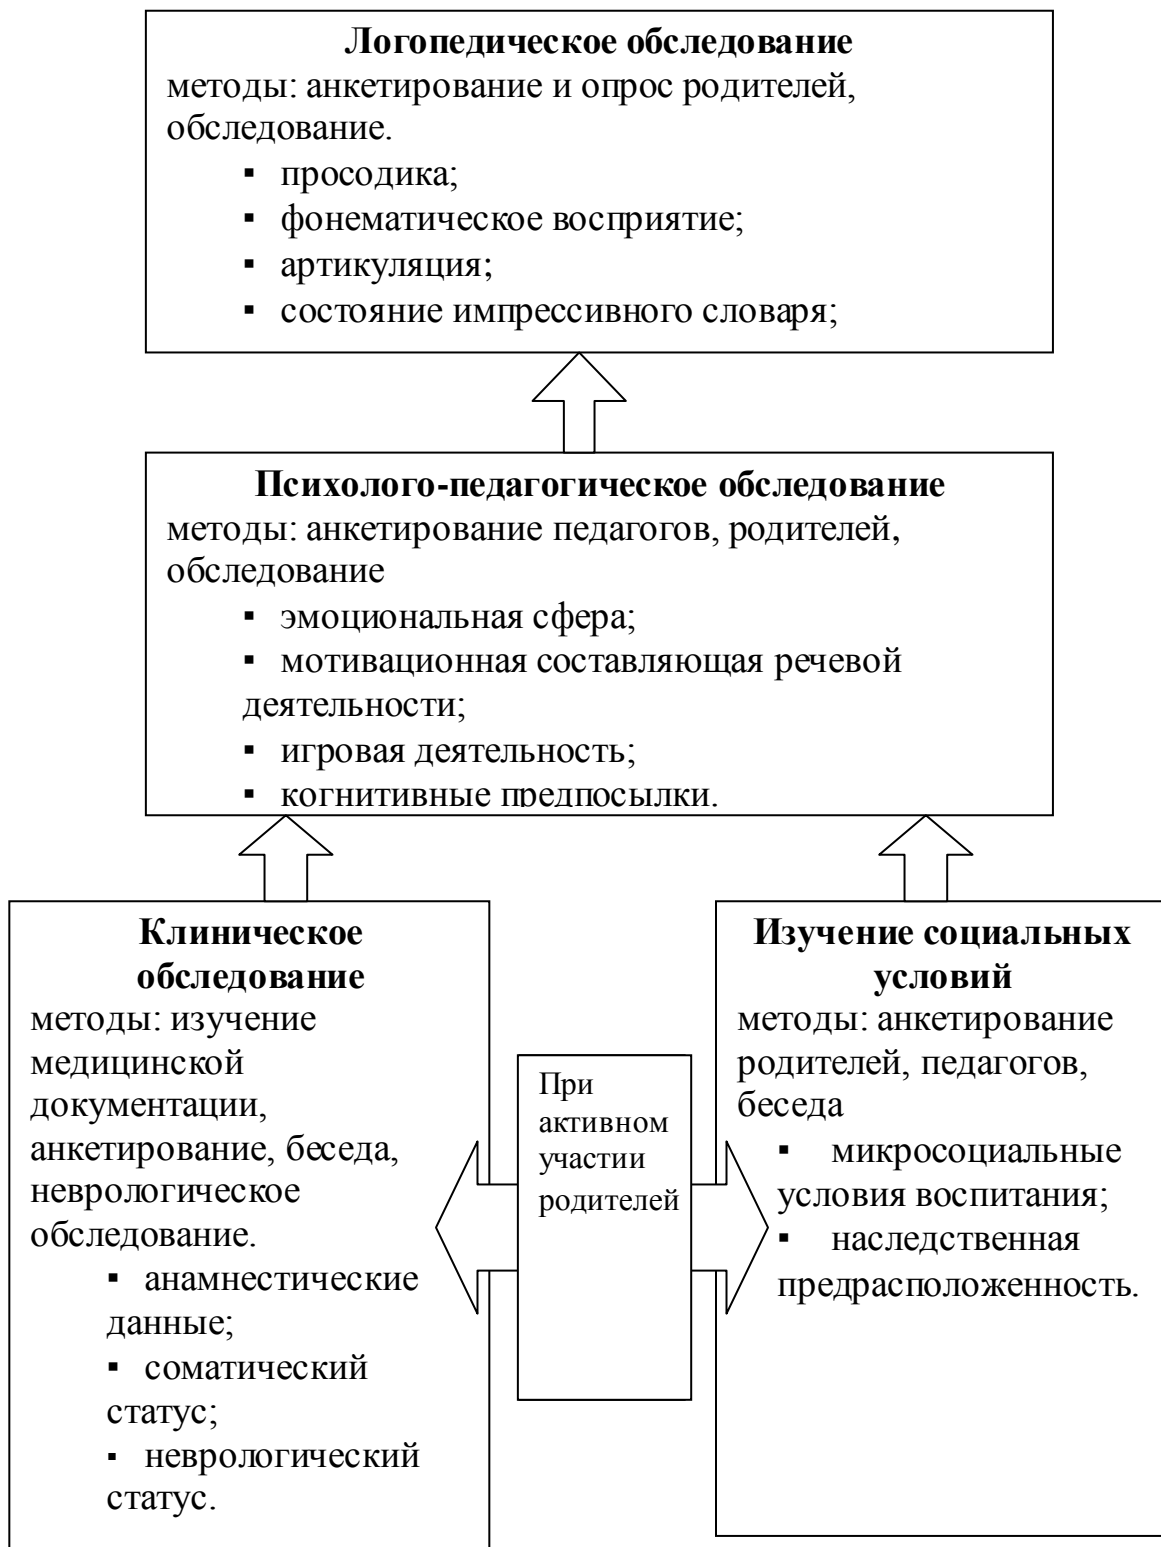 Логопедическое обследование
методы: анкетирование и опрос родителей,
обследование.
▪ просодика;
▪ фонематическое восприятие;
▪ артикуляция;
▪ состояние импрессивного словаря;
Психолого-педагогическое обследование
методы: анкетирование педагогов, родителей,
обследование
▪ эмоциональная сфера;
▪ мотивационная составляющая речевой
деятельности;
▪ игровая деятельность;
▪ когнитивные предпосылки.
Клиническое
обследование
методы: изучение
медицинской
документации,
анкетирование, беседа,
неврологическое
обследование.
▪ анамнестические
данные;
▪ соматический
статус;
▪ неврологический
статус.
При
активном
участии
родителей
Изучение социальных
условий
методы: анкетирование
родителей, педагогов,
беседа
▪ микросоциальные
условия воспитания;
▪ наследственная
предрасположенность.